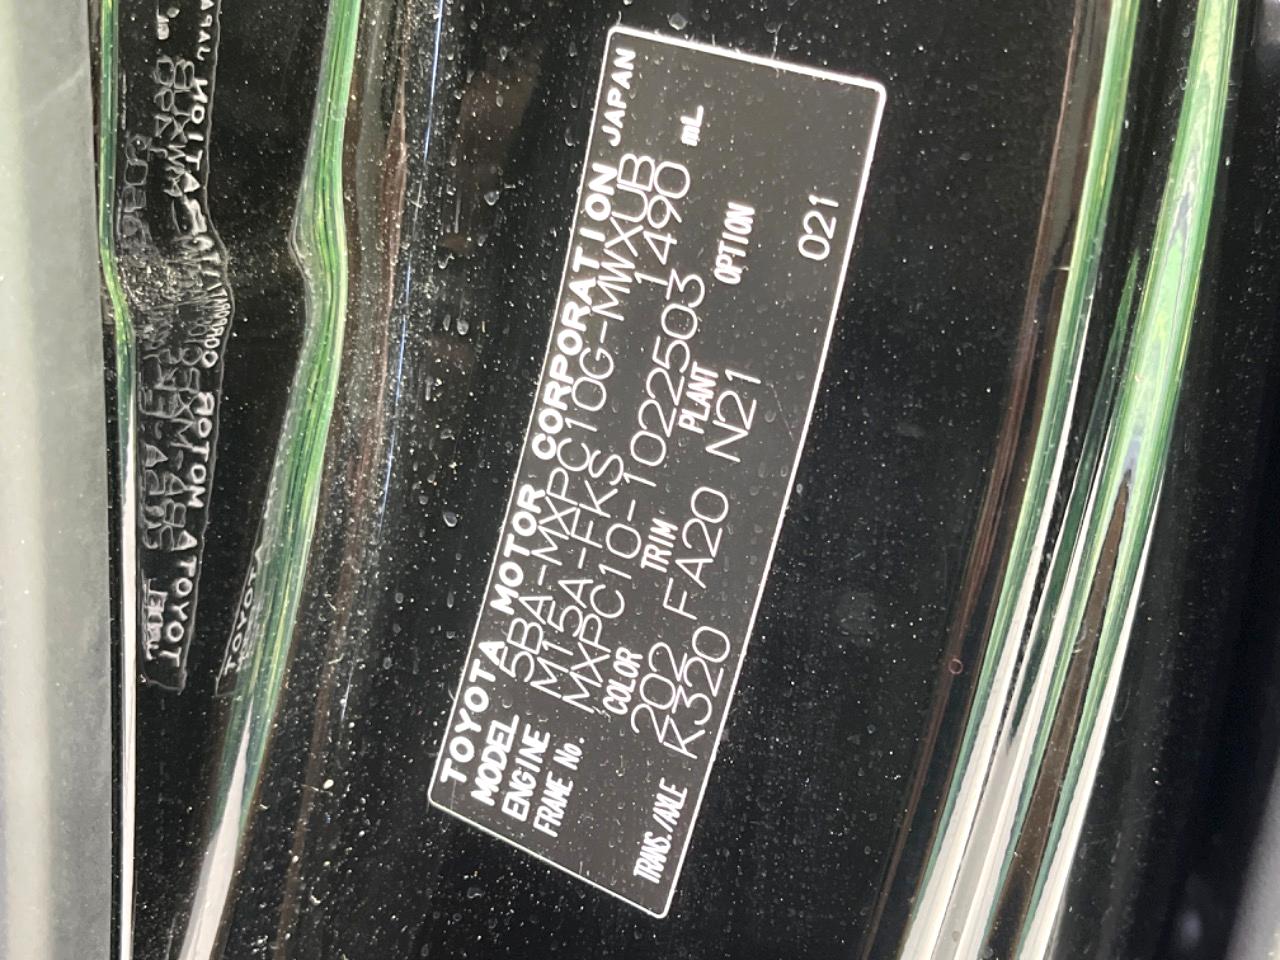 TOYOTA MOTOR CORPORATION JAPAN
MODEL 5BA-MXPC10G-MWXUB
ENGINE M15A-FKS 1490 mL
FRAME No. MXPC10-1022503
COLOR TRIM PLANT OPTION
202 FA20 N21
TRANS./AXLE K320 021